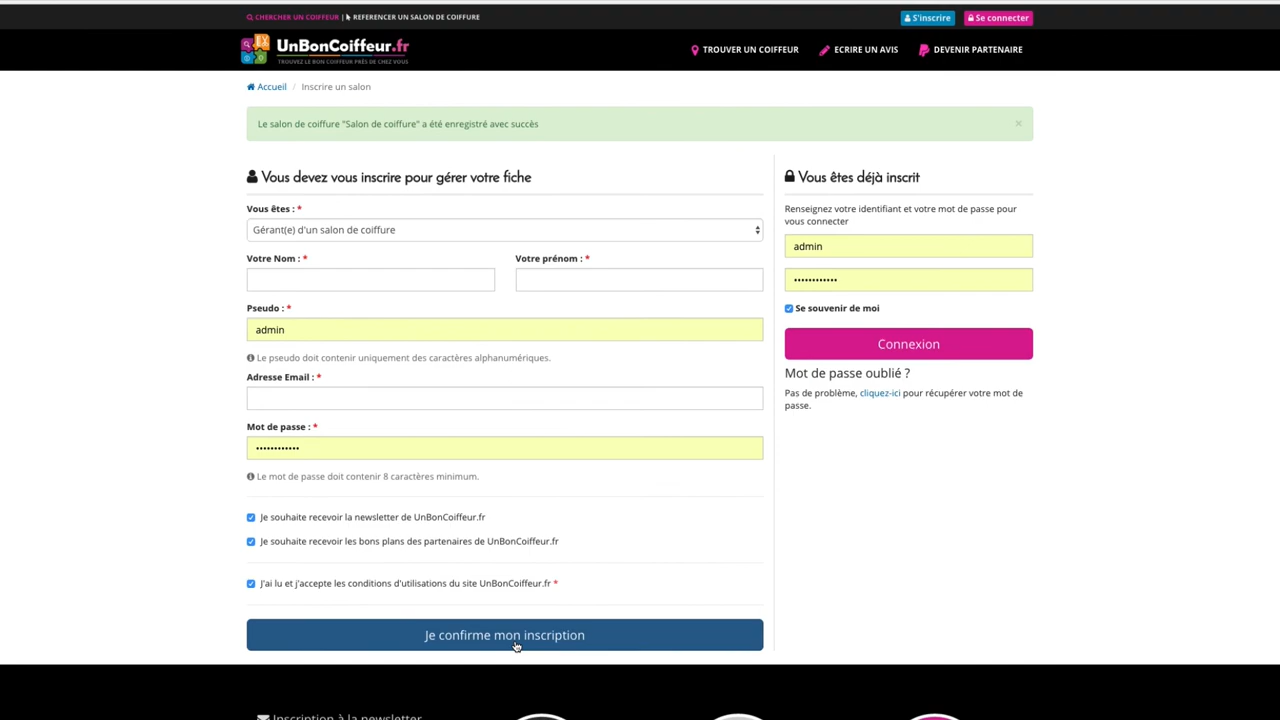 CHERCHER UN COIFFEUR | REFERENCER UN SALON DE COIFFURE
S'inscrire
Se connecter
UnBonCoiffeur.fr
TROUVEZ LE BON COIFFEUR PRÈS DE CHEZ VOUS
TROUVER UN COIFFEUR
ECRIRE UN AVIS
DEVENIR PARTENAIRE
Accueil / Inscrire un salon
Le salon de coiffure "Salon de coiffure" a été enregistré avec succès ×
Vous devez vous inscrire pour gérer votre fiche
Vous êtes : *
Gérant(e) d'un salon de coiffure
Votre Nom : * Votre prénom : *
Pseudo : *
admin
Le pseudo doit contenir uniquement des caractères alphanumériques.
Adresse Email : *
Mot de passe : *
••••••••••••
Le mot de passe doit contenir 8 caractères minimum.
Je souhaite recevoir la newsletter de UnBonCoiffeur.fr
Je souhaite recevoir les bons plans des partenaires de UnBonCoiffeur.fr
J'ai lu et j'accepte les conditions d'utilisations du site UnBonCoiffeur.fr *
Je confirme mon inscription
Vous êtes déjà inscrit
Renseignez votre identifiant et votre mot de passe pour
vous connecter
admin
••••••••••••
Se souvenir de moi
Connexion
Mot de passe oublié ?
Pas de problème, cliquez-ici pour récupérer votre mot de
passe.
Inscription à la newsletter